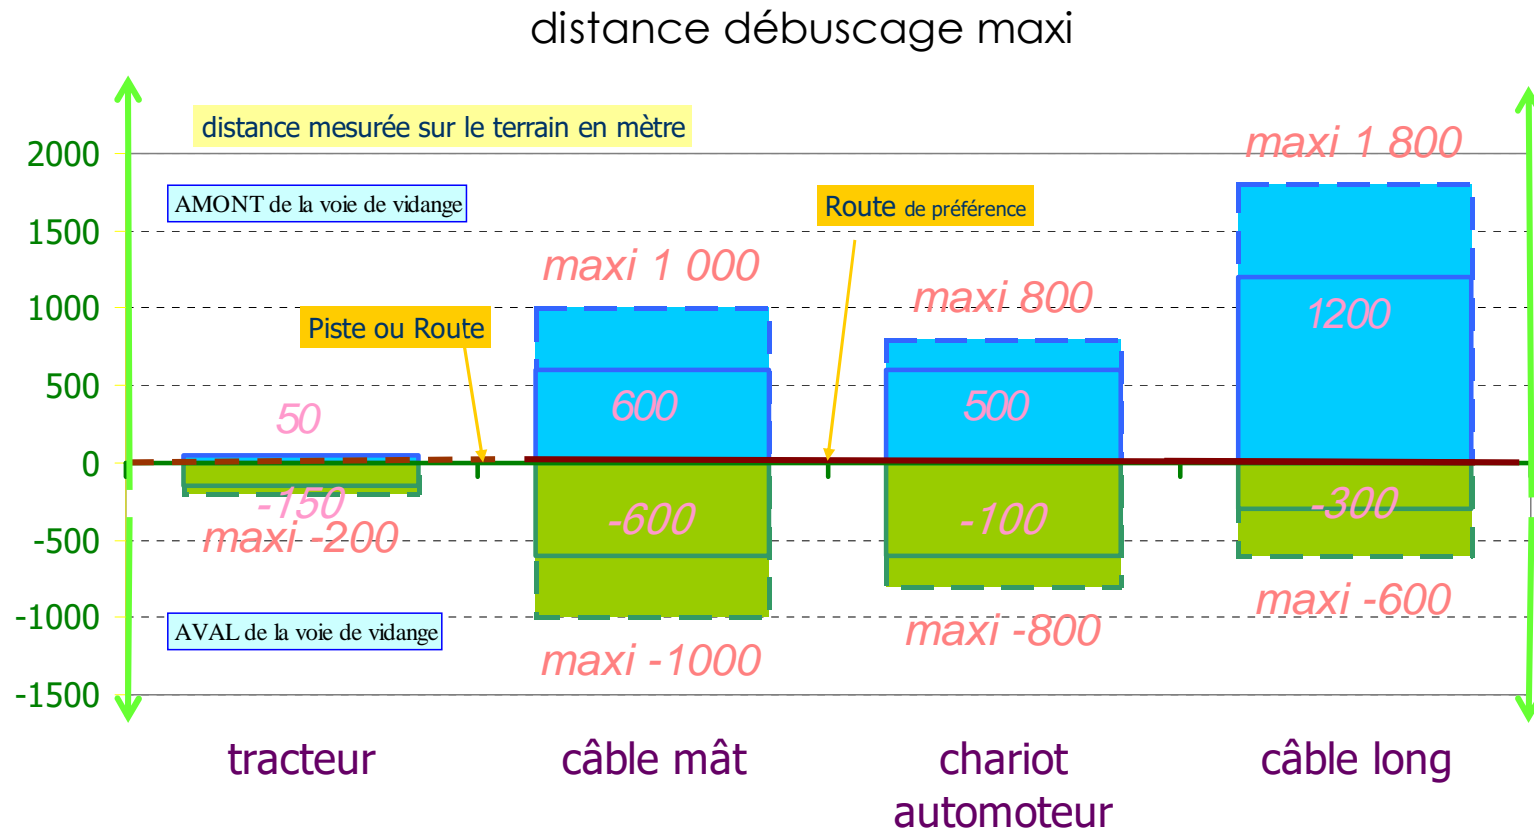 distance débuscage maxi
distance mesurée sur le terrain en mètre
2000
1500
1000
500
0
-500
-1000
-1500
AMONT de la voie de vidange
AVAL de la voie de vidange
Piste ou Route
Route de préférence
50
-150
maxi -200
maxi 1 000
600
-600
maxi -1000
maxi 800
500
-100
maxi -800
maxi 1 800
1200
-300
maxi -600
tracteur
câble mât
chariot
automoteur
câble long